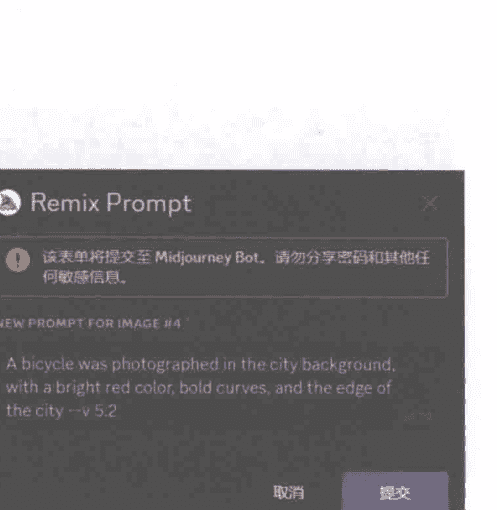 Remix Prompt
该表单将提交至 Midjourney Bot。请勿分享密码和其他任
何敏感信息。
NEW PROMPT FOR IMAGE #4
A bicycle was photographed in the city background,
with a bright red color, bold curves, and the edge of
the city --v 5.2
取消
提交